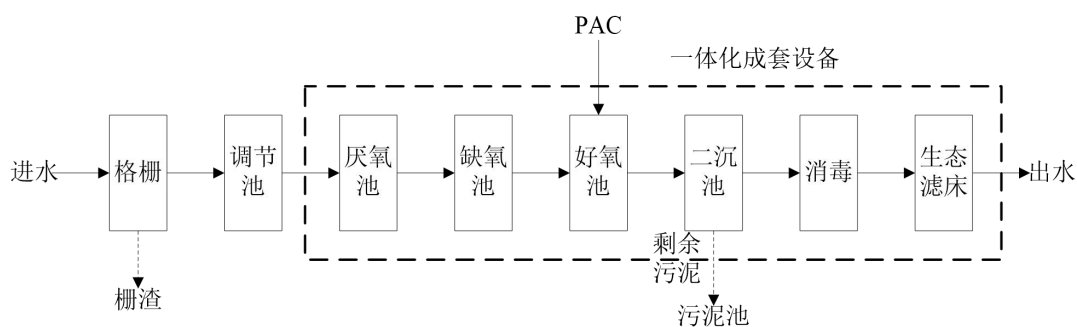 PAC
一体化成套设备
进水
格栅
调节
池
厌氧
池
缺氧
池
好氧
池
二沉
池
消毒
生态
滤床
出水
剩余
污泥
栅渣
污泥池